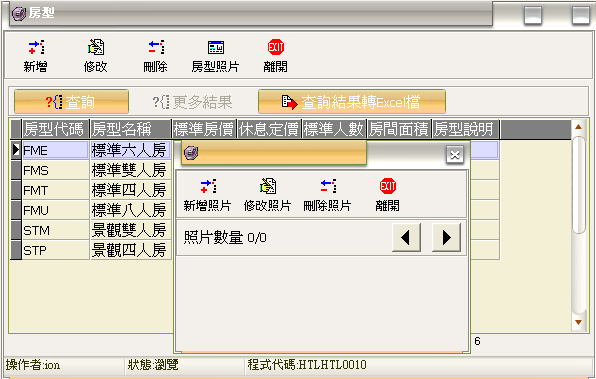 房型
新增 修改 刪除 房型照片 離開
?{ 查詢 ?{ 更多結果 查詢結果轉Excel檔
房型代碼 房型名稱 標準房價 休息定價 標準人數 房間面積 房型說明
FME 標準六人房
FMS 標準雙人房
FMT 標準四人房
FMU 標準八人房
STM 景觀雙人房
STP 景觀四人房
新增照片 修改照片 刪除照片 EXIT 離開
照片數量 0/0
6
操作者:ion 狀態:瀏覽 程式代碼:HTLHTL0010